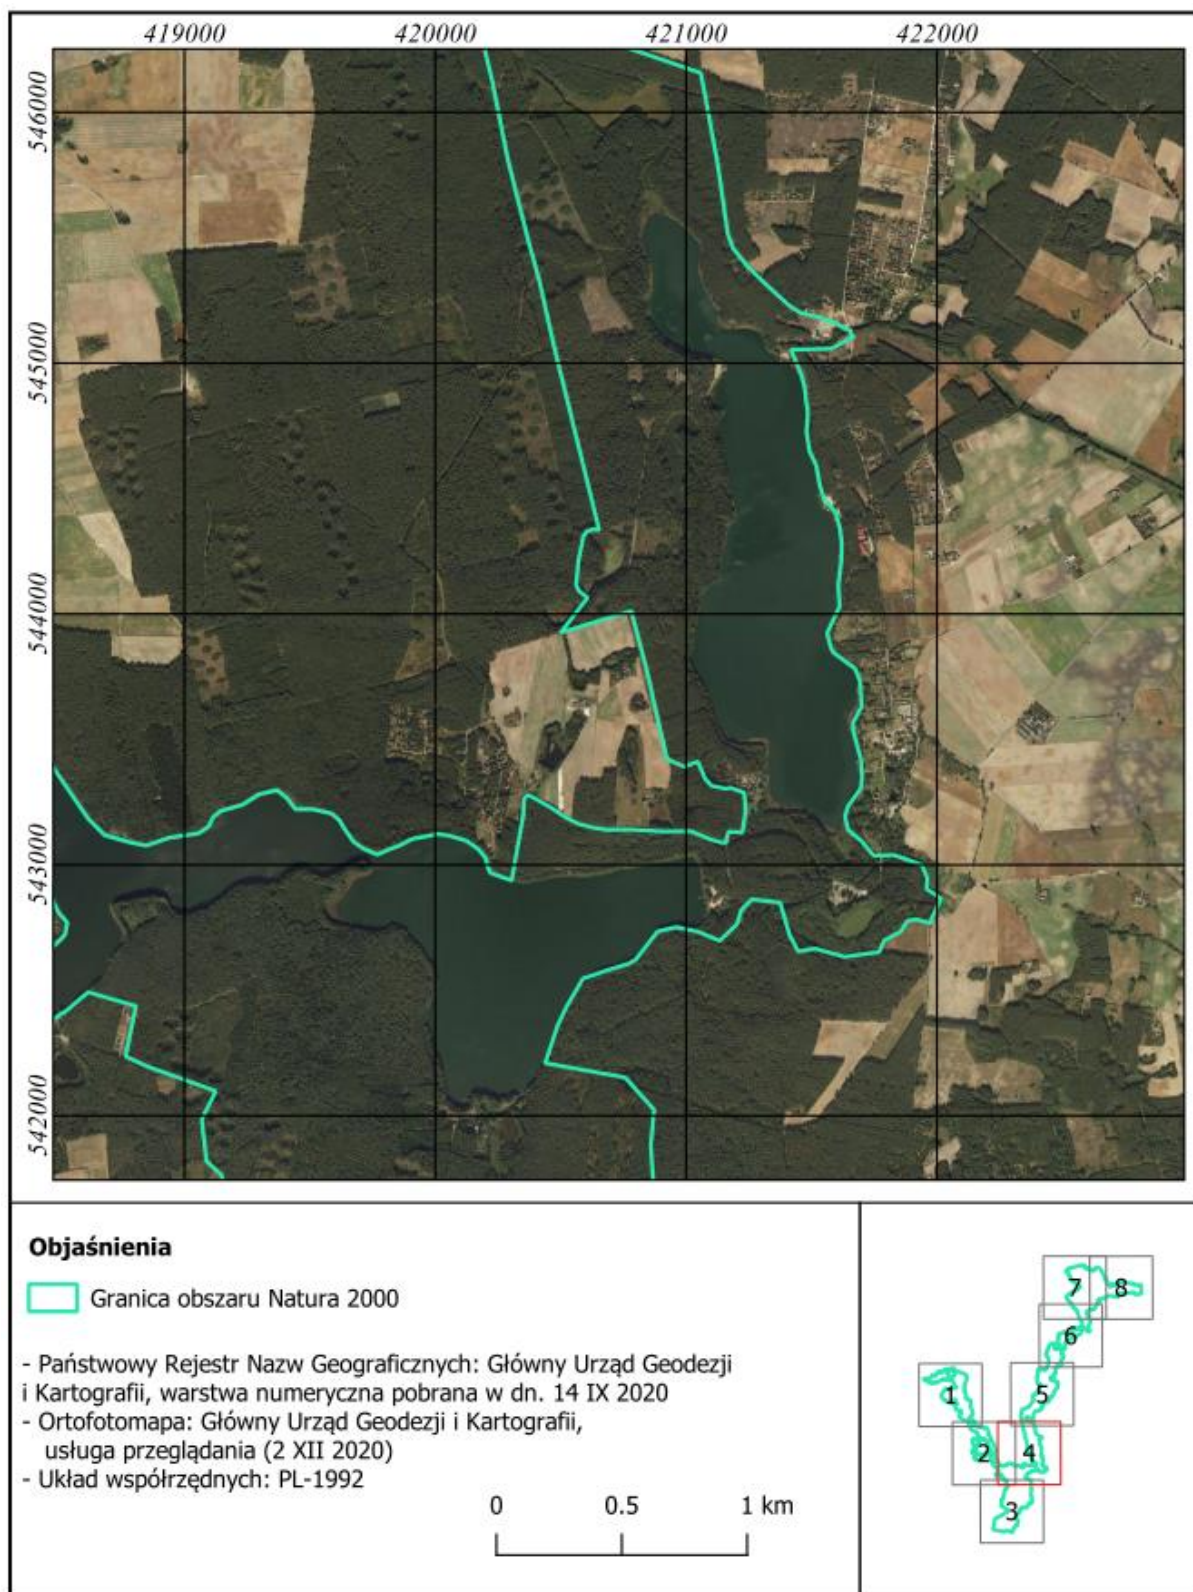 419000 420000 421000 422000
546000
545000
544000
543000
542000
Objaśnienia
Granica obszaru Natura 2000
- Państwowy Rejestr Nazw Geograficznych: Główny Urząd Geodezji
i Kartografii, warstwa numeryczna pobrana w dn. 14 IX 2020
- Ortofotomapa: Główny Urząd Geodezji i Kartografii,
usługa przeglądania (2 XII 2020)
- Układ współrzędnych: PL-1992
0 0.5 1 km
7 8
6
1 5
2 4
3